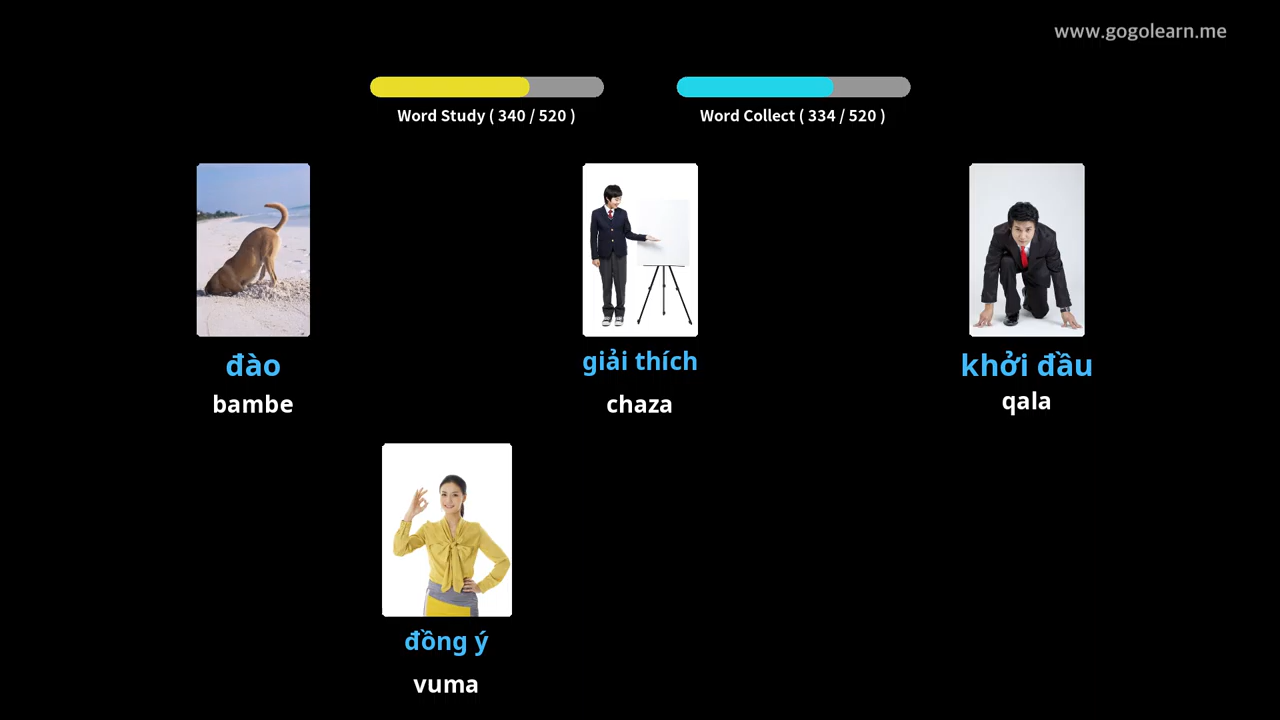 www.gogolearn.me
Word Study ( 340 / 520 )
Word Collect ( 334 / 520 )
đào
giải thích
khởi đầu
bambe
chaza
qala
đồng ý
vuma